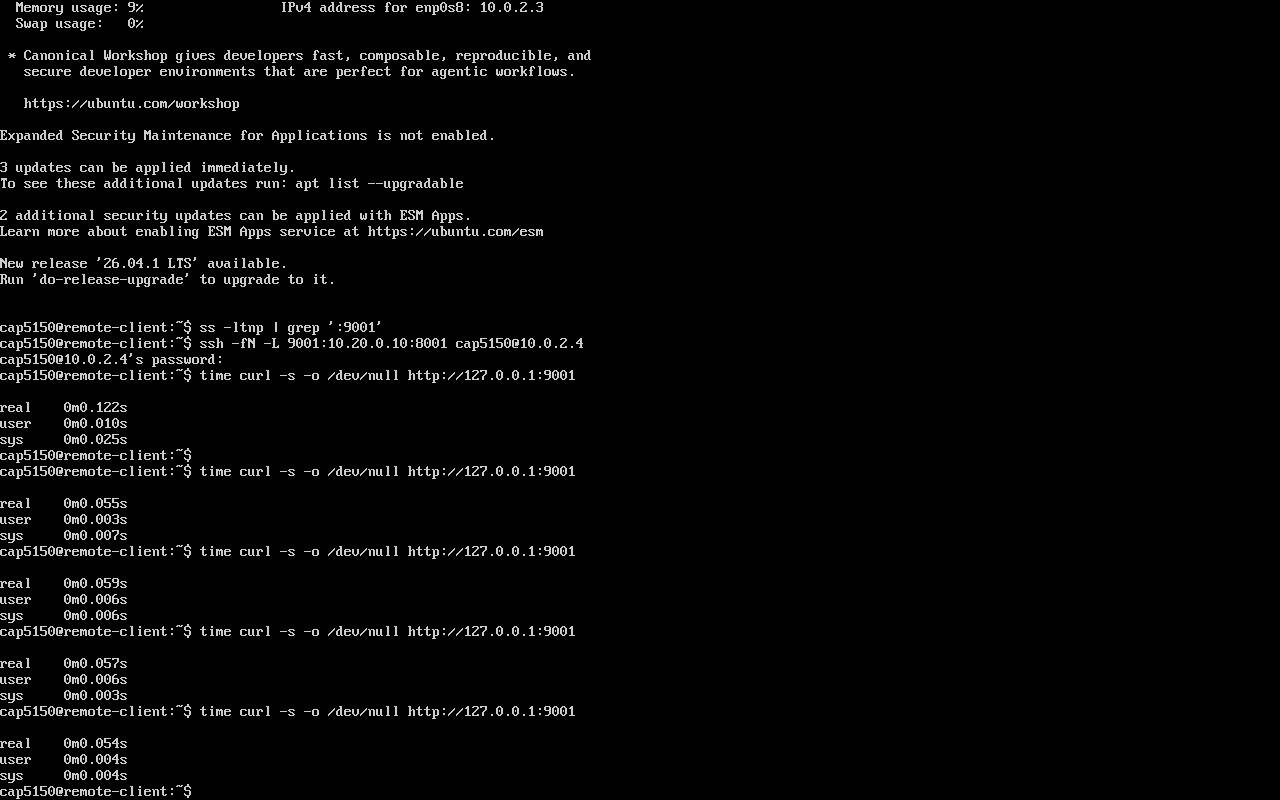 Memory usage: 9%                 IPv4 address for enp0s8: 10.0.2.3
Swap usage:   0%
* Canonical Workshop gives developers fast, composable, reproducible, and
secure developer environments that are perfect for agentic workflows.
https://ubuntu.com/workshop
Expanded Security Maintenance for Applications is not enabled.
3 updates can be applied immediately.
To see these additional updates run: apt list --upgradable
2 additional security updates can be applied with ESM Apps.
Learn more about enabling ESM Apps service at https://ubuntu.com/esm
New release '26.04.1 LTS' available.
Run 'do-release-upgrade' to upgrade to it.
cap5150@remote-client:~$ ss -ltnp | grep ':9001'
cap5150@remote-client:~$ ssh -fN -L 9001:10.20.0.10:8001 cap5150@10.0.2.4
cap5150@10.0.2.4's password:
cap5150@remote-client:~$ time curl -s -o /dev/null http://127.0.0.1:9001
real    0m0.122s
user    0m0.010s
sys     0m0.025s
cap5150@remote-client:~$
cap5150@remote-client:~$ time curl -s -o /dev/null http://127.0.0.1:9001
real    0m0.055s
user    0m0.003s
sys     0m0.007s
cap5150@remote-client:~$ time curl -s -o /dev/null http://127.0.0.1:9001
real    0m0.059s
user    0m0.006s
sys     0m0.006s
cap5150@remote-client:~$ time curl -s -o /dev/null http://127.0.0.1:9001
real    0m0.057s
user    0m0.006s
sys     0m0.003s
cap5150@remote-client:~$ time curl -s -o /dev/null http://127.0.0.1:9001
real    0m0.054s
user    0m0.004s
sys     0m0.004s
cap5150@remote-client:~$